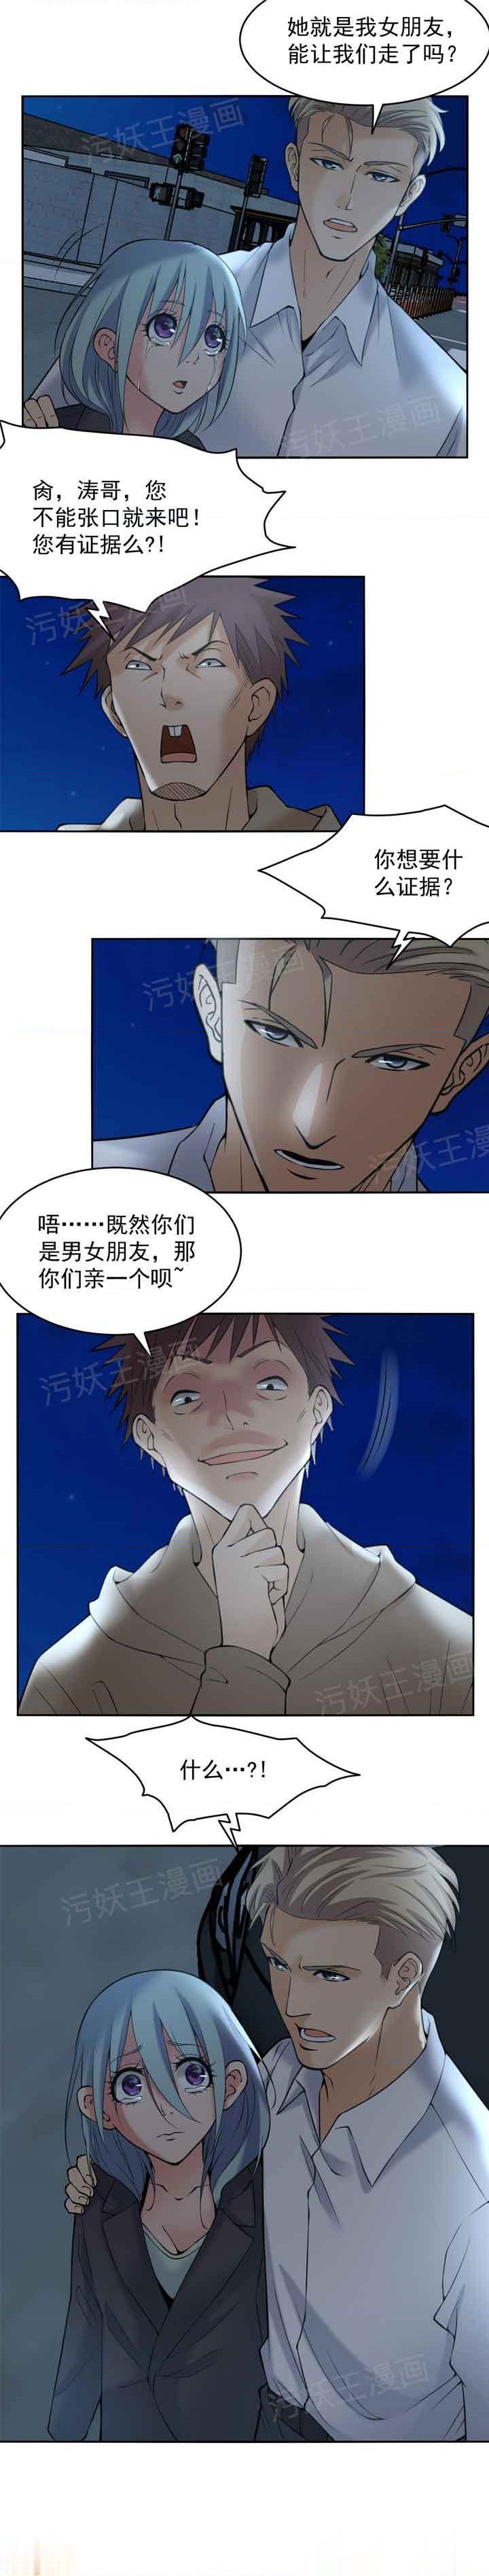 她就是我女朋友，
能让我们走了吗？
污妖王漫画
污妖王漫画
肏，涛哥，您
不能张口就来吧！
您有证据么？！
污妖王漫画
你想要什
么证据？
污妖王漫画
污妖王漫
唔……既然你们
是男女朋友，那
你们亲一个呗~
污妖王漫画
污妖王漫画
什么…？！
污妖王漫画
污妖王漫画